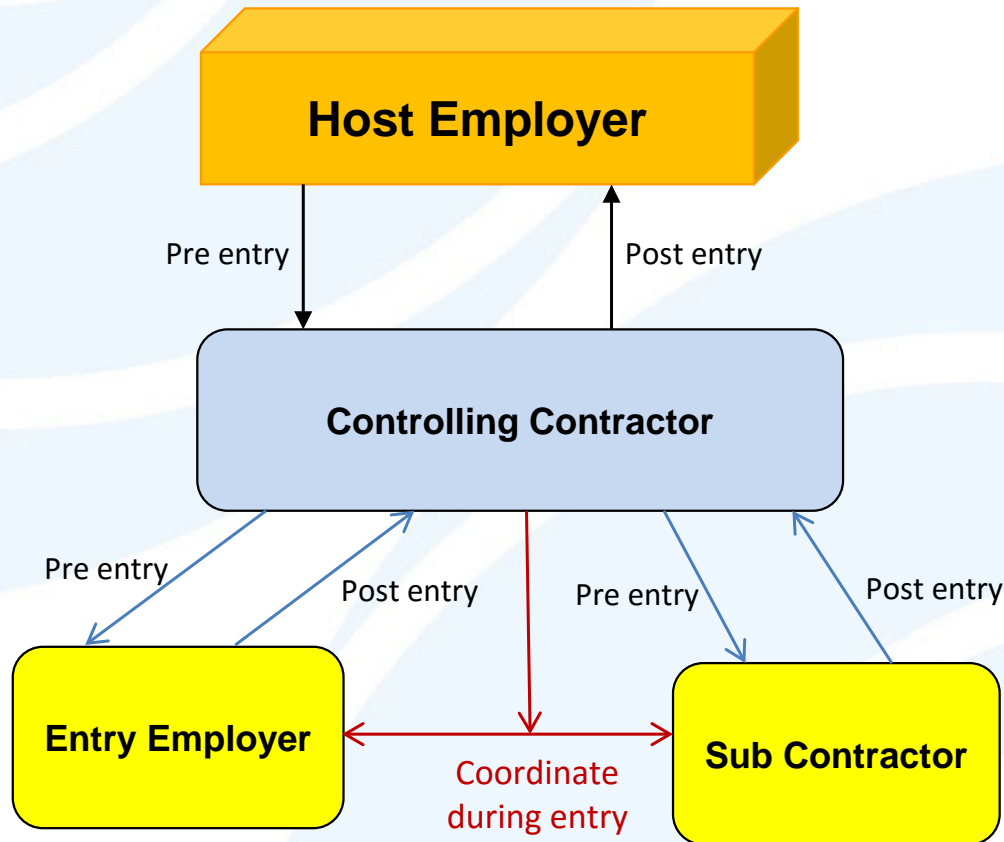 Host Employer
Pre entry
Post entry
Controlling Contractor
Pre entry
Post entry
Pre entry
Post entry
Entry Employer
Sub Contractor
Coordinate
during entry